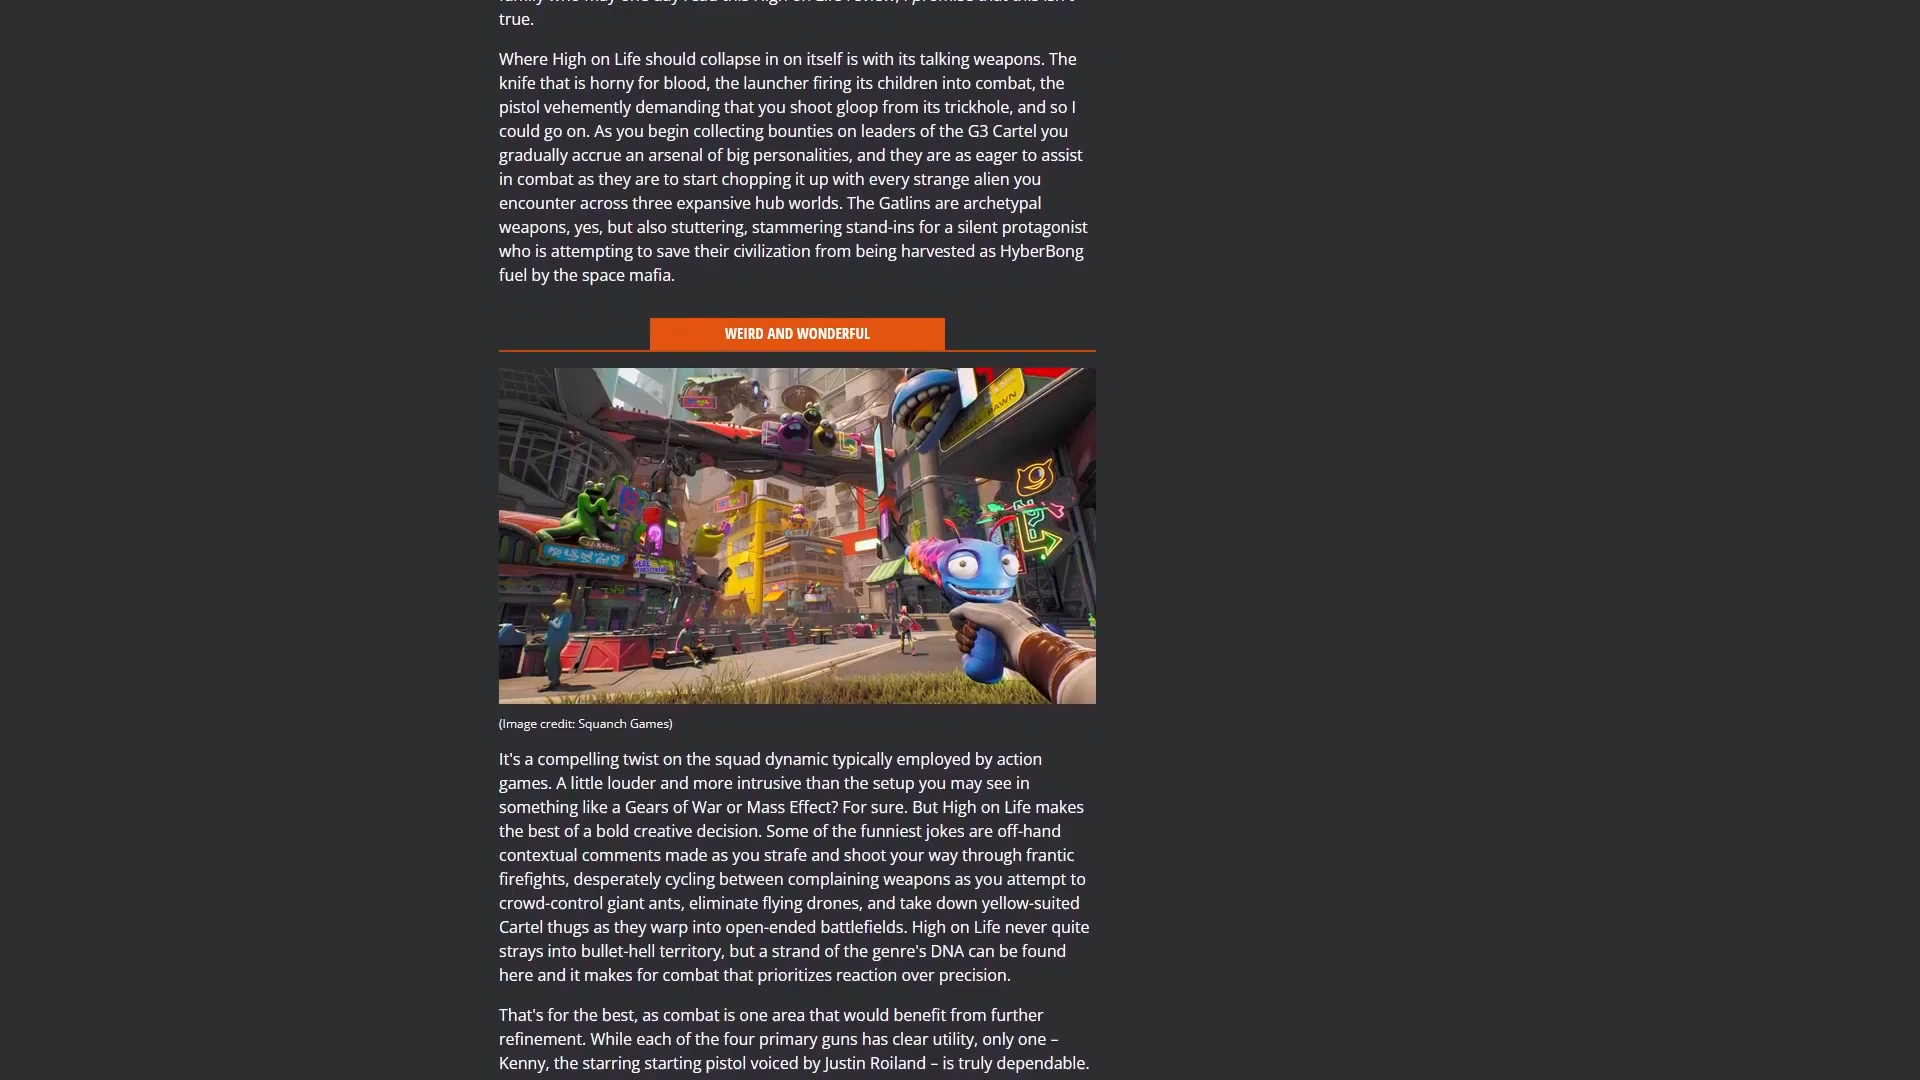 true.
Where High on Life should collapse in on itself is with its talking weapons. The
knife that is horny for blood, the launcher firing its children into combat, the
pistol vehemently demanding that you shoot gloop from its trickhole, and so I
could go on. As you begin collecting bounties on leaders of the G3 Cartel you
gradually accrue an arsenal of big personalities, and they are as eager to assist
in combat as they are to start chopping it up with every strange alien you
encounter across three expansive hub worlds. The Gatlins are archetypal
weapons, yes, but also stuttering, stammering stand-ins for a silent protagonist
who is attempting to save their civilization from being harvested as HyberBong
fuel by the space mafia.
WEIRD AND WONDERFUL
(Image credit: Squanch Games)
It's a compelling twist on the squad dynamic typically employed by action
games. A little louder and more intrusive than the setup you may see in
something like a Gears of War or Mass Effect? For sure. But High on Life makes
the best of a bold creative decision. Some of the funniest jokes are off-hand
contextual comments made as you strafe and shoot your way through frantic
firefights, desperately cycling between complaining weapons as you attempt to
crowd-control giant ants, eliminate flying drones, and take down yellow-suited
Cartel thugs as they warp into open-ended battlefields. High on Life never quite
strays into bullet-hell territory, but a strand of the genre's DNA can be found
here and it makes for combat that prioritizes reaction over precision.
That's for the best, as combat is one area that would benefit from further
refinement. While each of the four primary guns has clear utility, only one –
Kenny, the starring starting pistol voiced by Justin Roiland – is truly dependable.